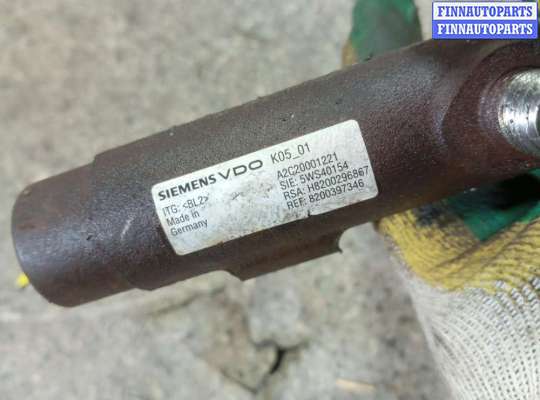 FINNAUTOPARTS
FINNAUTOPARTS
SIEMENS VDO K05_01
A2C20001221
SIE: 5WS40154
RSA: H8200296867
REF: 8200397346
ITG: <BL2>
Made in
Germany